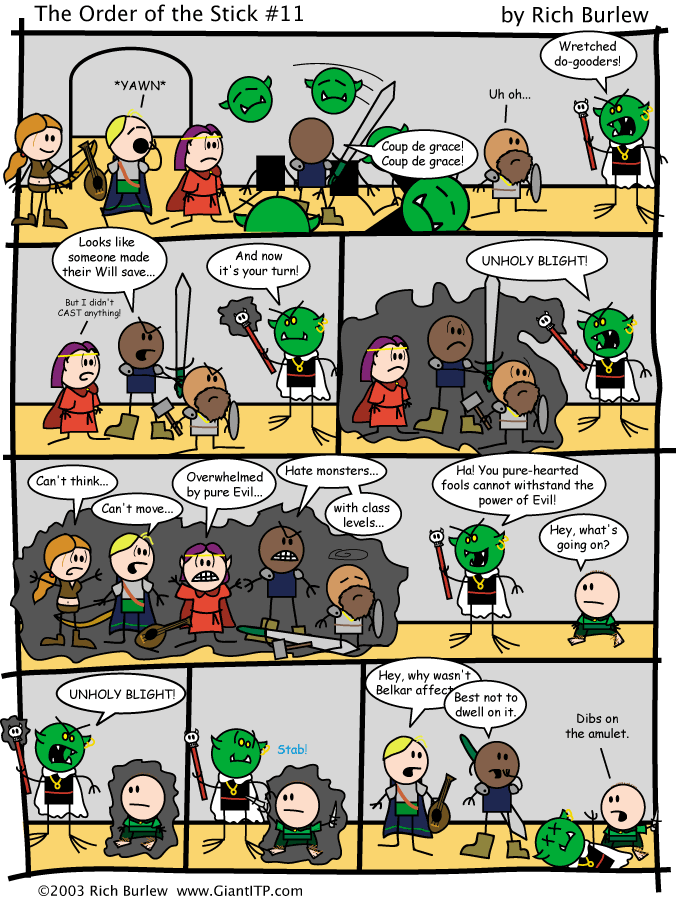 The Order of the Stick #11
by Rich Burlew
*YAWN*
Coup de grace!
Coup de grace!
Uh oh...
Wretched
do-gooders!
Looks like
someone made
their Will save...
But I didn't
CAST anything!
And now
it's your turn!
UNHOLY BLIGHT!
Can't think...
Can't move...
Overwhelmed
by pure Evil...
Hate monsters...
with class
levels...
Ha! You pure-hearted
fools cannot withstand the
power of Evil!
Hey, what's
going on?
UNHOLY BLIGHT!
Stab!
Hey, why wasn't
Belkar affect
Best not to
dwell on it.
Dibs on
the amulet.
©2003 Rich Burlew www.GiantITP.com